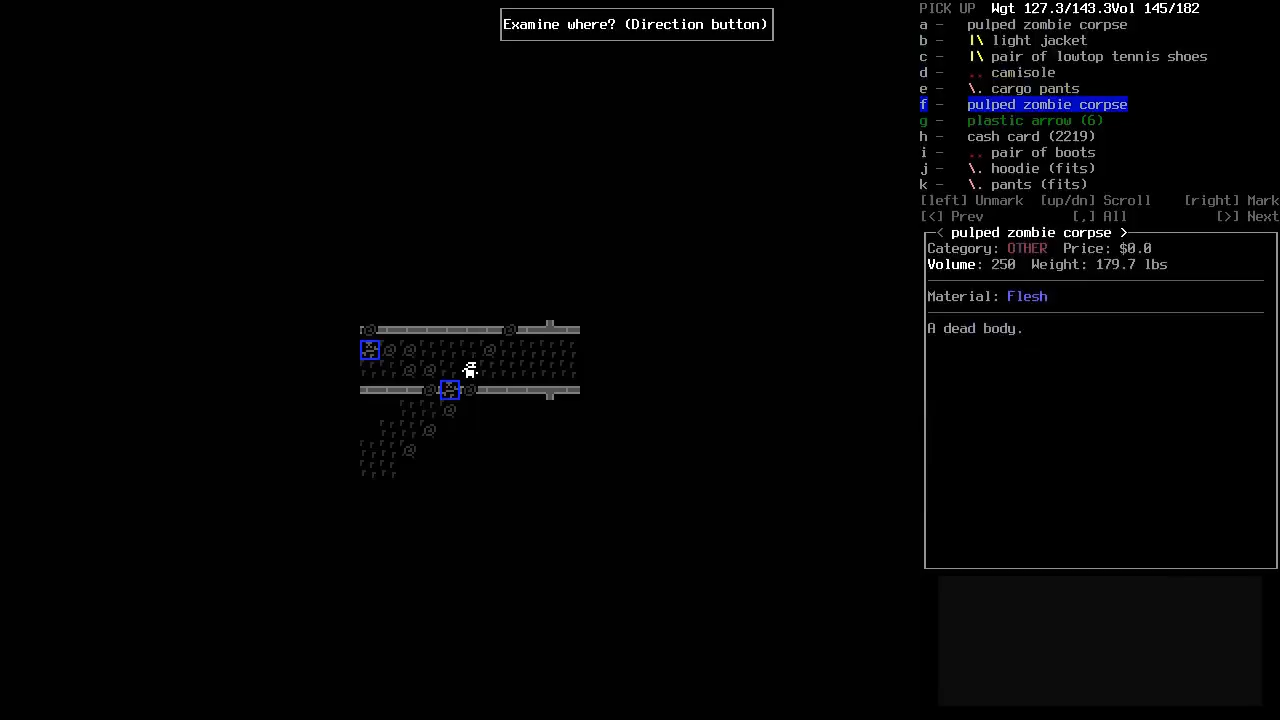 Examine where? (Direction button)
PICK UP  Wgt 127.3/143.3Vol 145/182
a –   pulped zombie corpse
b –   |\ light jacket
c –   |\ pair of lowtop tennis shoes
d –   .. camisole
e –   \. cargo pants
f –   pulped zombie corpse
g –   plastic arrow (6)
h –   cash card (2219)
i –   .. pair of boots
j –   \. hoodie (fits)
k –   \. pants (fits)
[left] Unmark  [up/dn] Scroll    [right] Mark
[<] Prev           [,] All           [>] Next
< pulped zombie corpse >
Category: OTHER  Price: $0.0
Volume: 250  Weight: 179.7 lbs
Material: Flesh
A dead body.